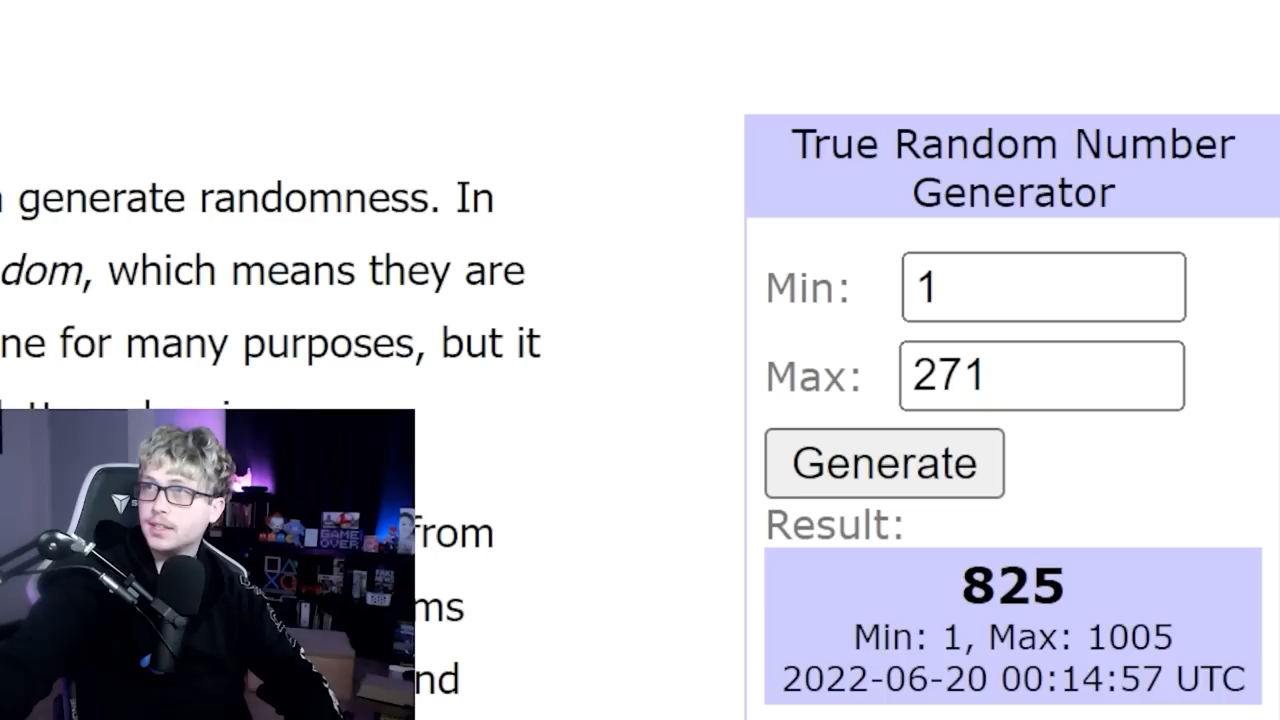 generate randomness. In
dom, which means they are
ne for many purposes, but it
from
ms
nd
GAME
OVER
True Random Number
Generator
Min: 1
Max: 271
Generate
Result:
825
Min: 1, Max: 1005
2022-06-20 00:14:57 UTC